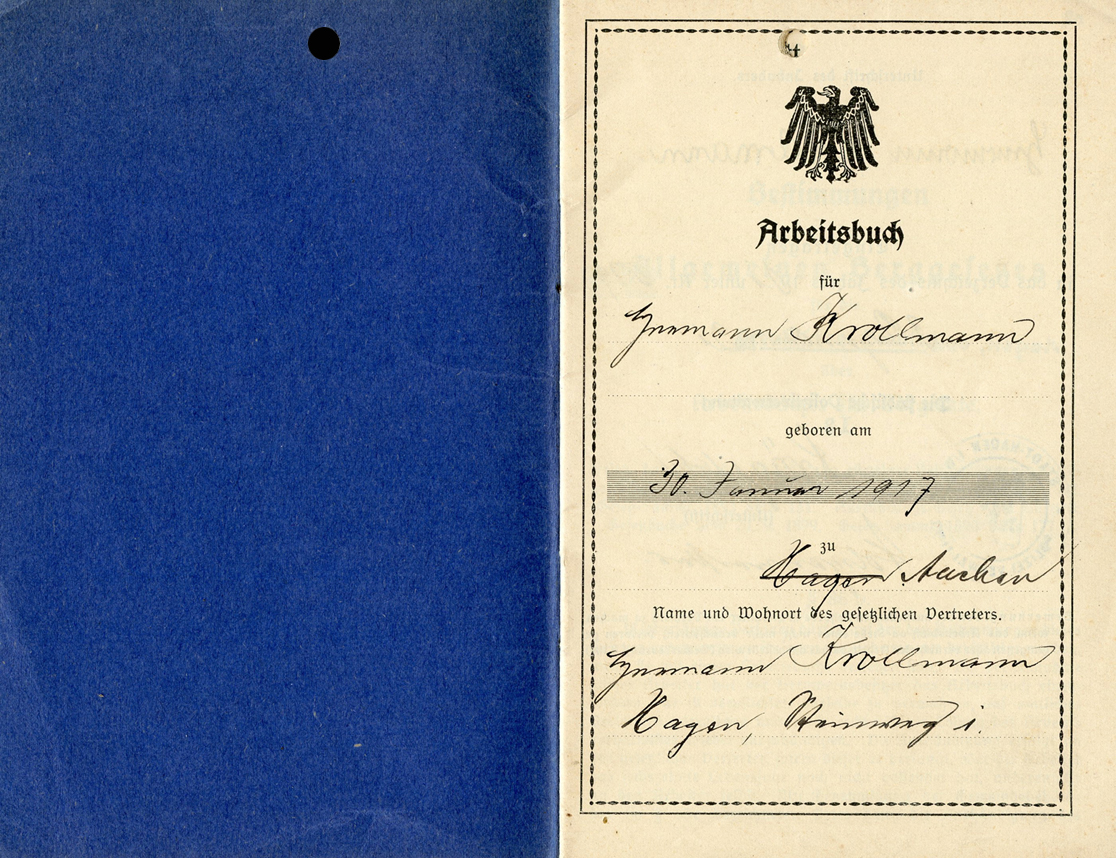 Arbeitsbuch
für
Hermann Krollmann
geboren am
30. Januar 1917
zu
Hagen Aachen
Name und Wohnort des gesetzlichen Vertreters.
Hermann Krollmann
Hagen, Steinweg